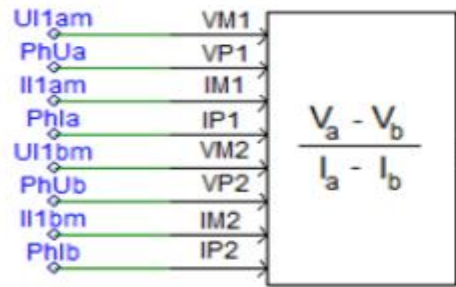 Ul1am VM1
PhUa VP1
Il1am IM1
PhIa IP1
Ul1bm VM2
PhUb VP2
Il1bm IM2
PhIb IP2
Va - Vb
Ia - Ib